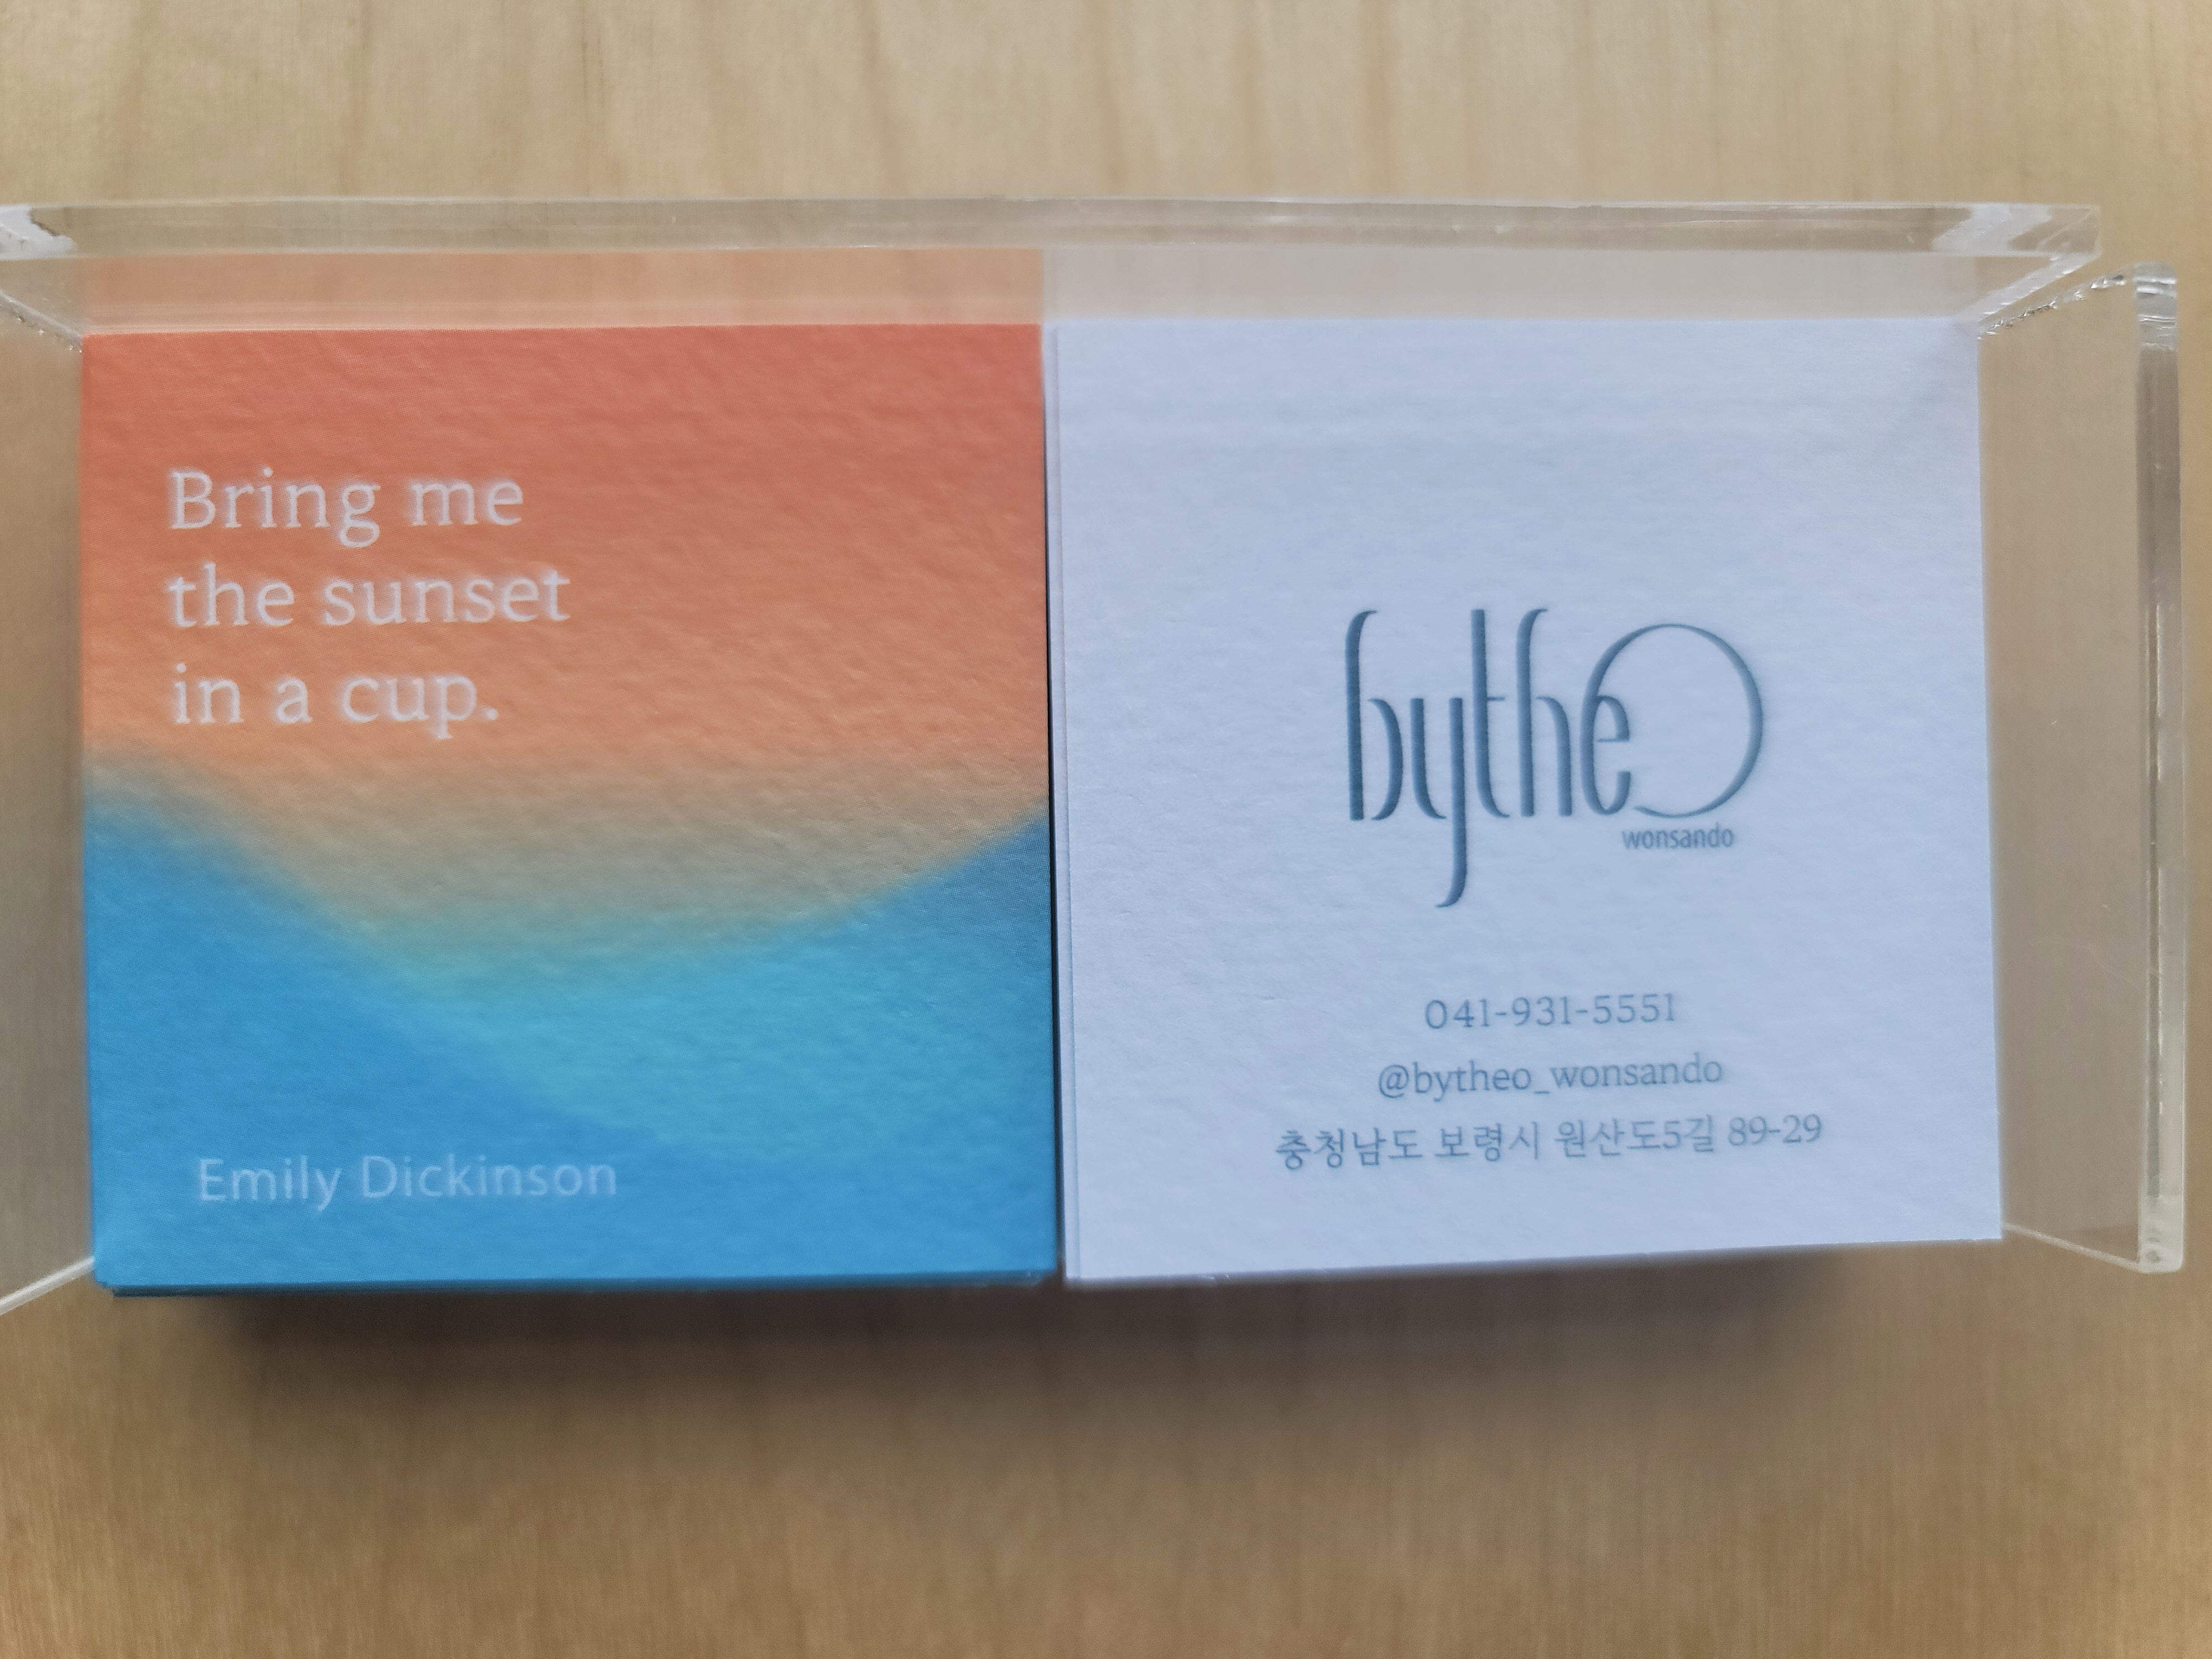 Bring me
the sunset
in a cup.
Emily Dickinson
bytheO
wonsando
041-931-5551
@bytheo_wonsando
충청남도 보령시 원산도5길 89-29